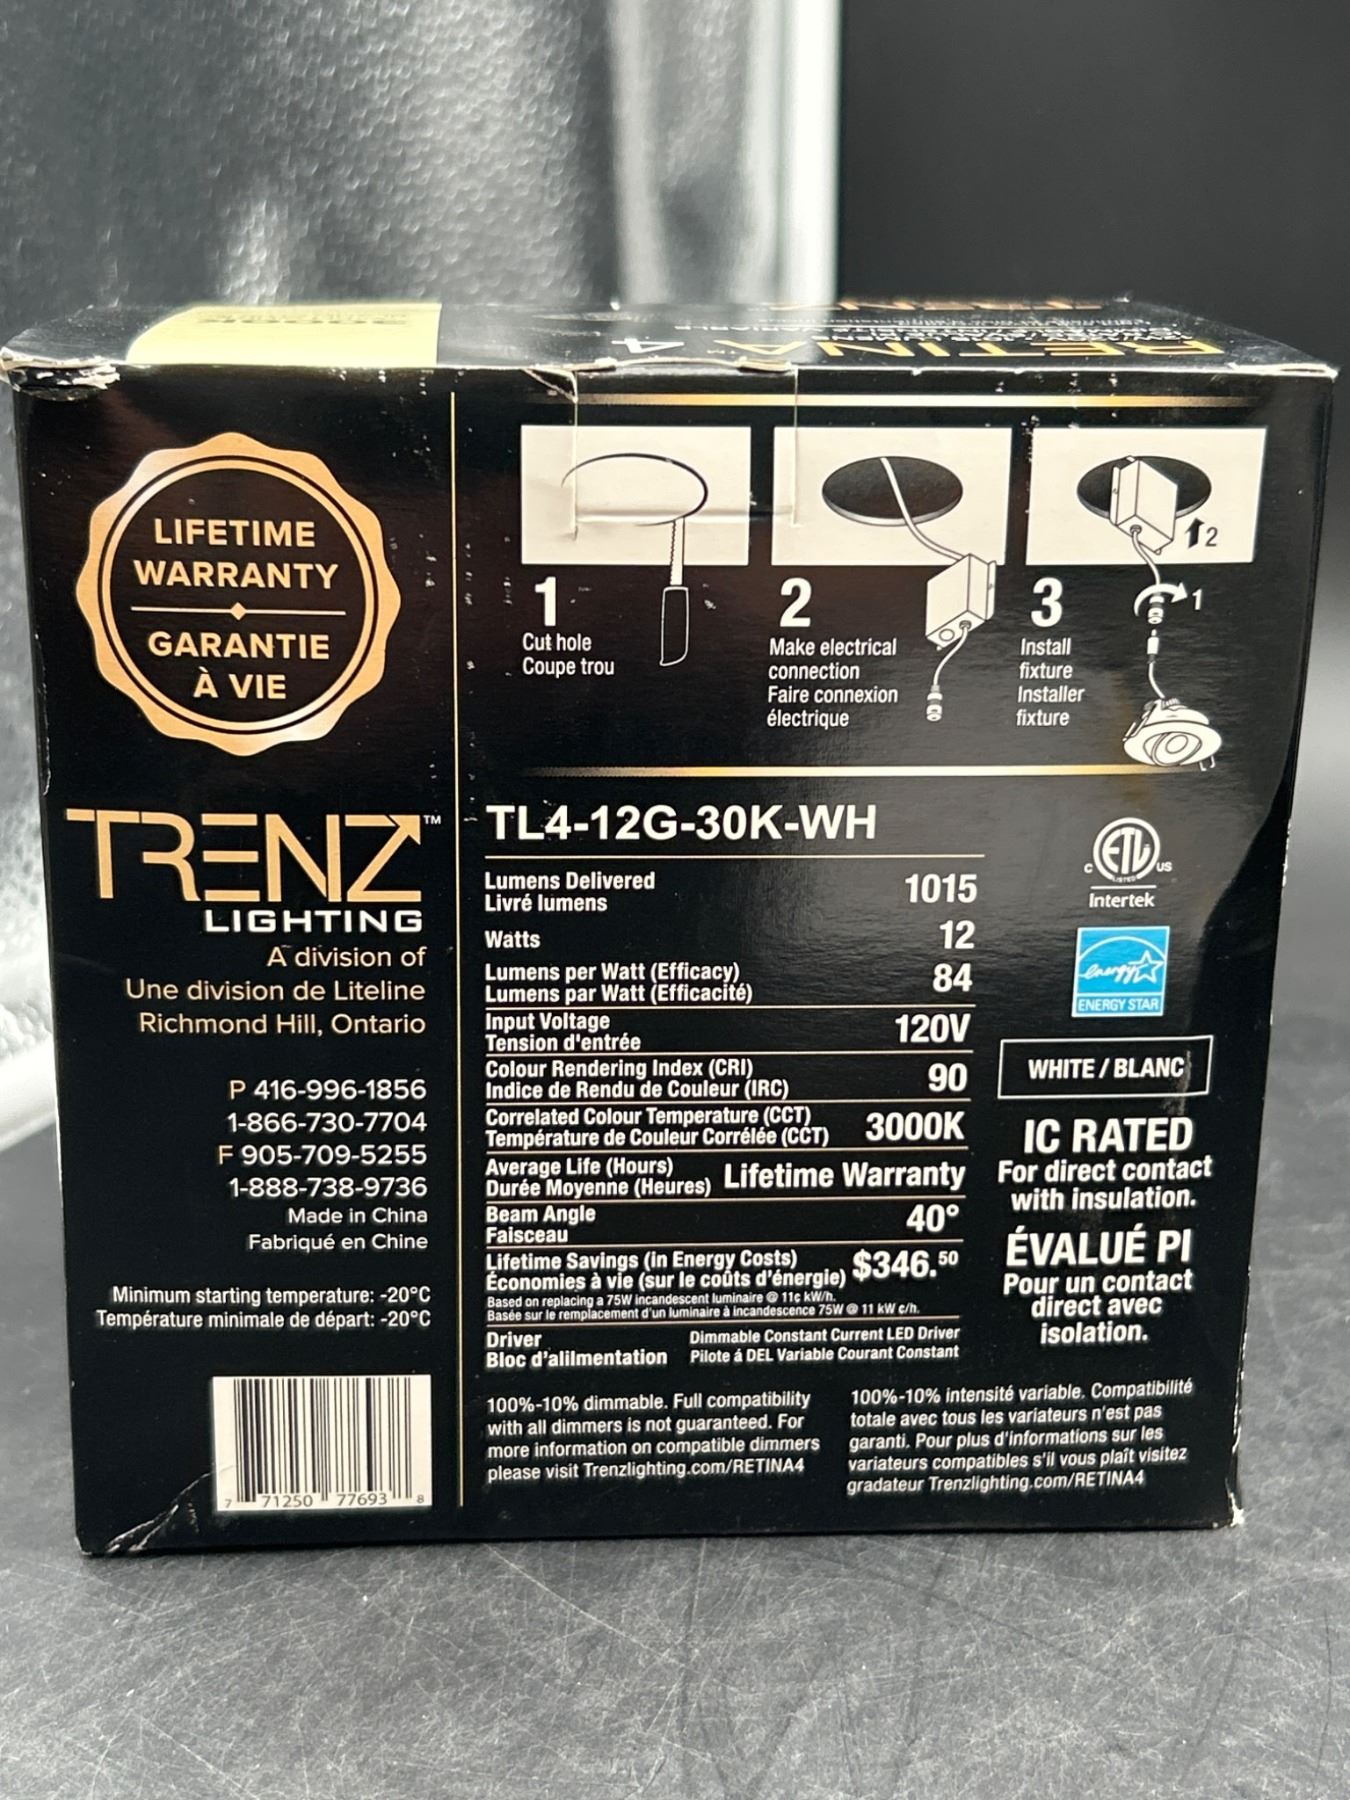 3000K
RETINA 4
LIFETIME
WARRANTY
GARANTIE
À VIE
TRENZ™
LIGHTING
A division of
Une division de Liteline
Richmond Hill, Ontario
P 416-996-1856
1-866-730-7704
F 905-709-5255
1-888-738-9736
Made in China
Fabriqué en Chine
Minimum starting temperature: -20°C
Température minimale de départ: -20°C
7 71250 77693 8
1
Cut hole
Coupe trou
2
Make electrical
connection
Faire connexion
électrique
3
Install
fixture
Installer
fixture
2
1
TL4-12G-30K-WH
Lumens Delivered 1015
Livré lumens
Watts 12
Lumens per Watt (Efficacy) 84
Lumens par Watt (Efficacité)
Input Voltage 120V
Tension d'entrée
Colour Rendering Index (CRI) 90
Indice de Rendu de Couleur (IRC)
Correlated Colour Temperature (CCT) 3000K
Température de Couleur Corrélée (CCT)
Average Life (Hours) Lifetime Warranty
Durée Moyenne (Heures)
Beam Angle 40°
Faisceau
Lifetime Savings (in Energy Costs) $346.50
Économies à vie (sur le coûts d'énergie)
Based on replacing a 75W incandescent luminaire @ 11¢ kW/h.
Basée sur le remplacement d'un luminaire à incandescence 75W @ 11 kW c/h.
Driver Dimmable Constant Current LED Driver
Bloc d'alilmentation Pilote á DEL Variable Courant Constant
100%-10% dimmable. Full compatibility
with all dimmers is not guaranteed. For
more information on compatible dimmers
please visit Trenzlighting.com/RETINA4
100%-10% intensité variable. Compatibilité
totale avec tous les variateurs n'est pas
garanti. Pour plus d'informations sur les
variateurs compatibles s'il vous plaît visitez
gradateur Trenzlighting.com/RETINA4
C ETL US
LISTED
Intertek
energy
ENERGY STAR
WHITE / BLANC
IC RATED
For direct contact
with insulation.
ÉVALUÉ PI
Pour un contact
direct avec
isolation.